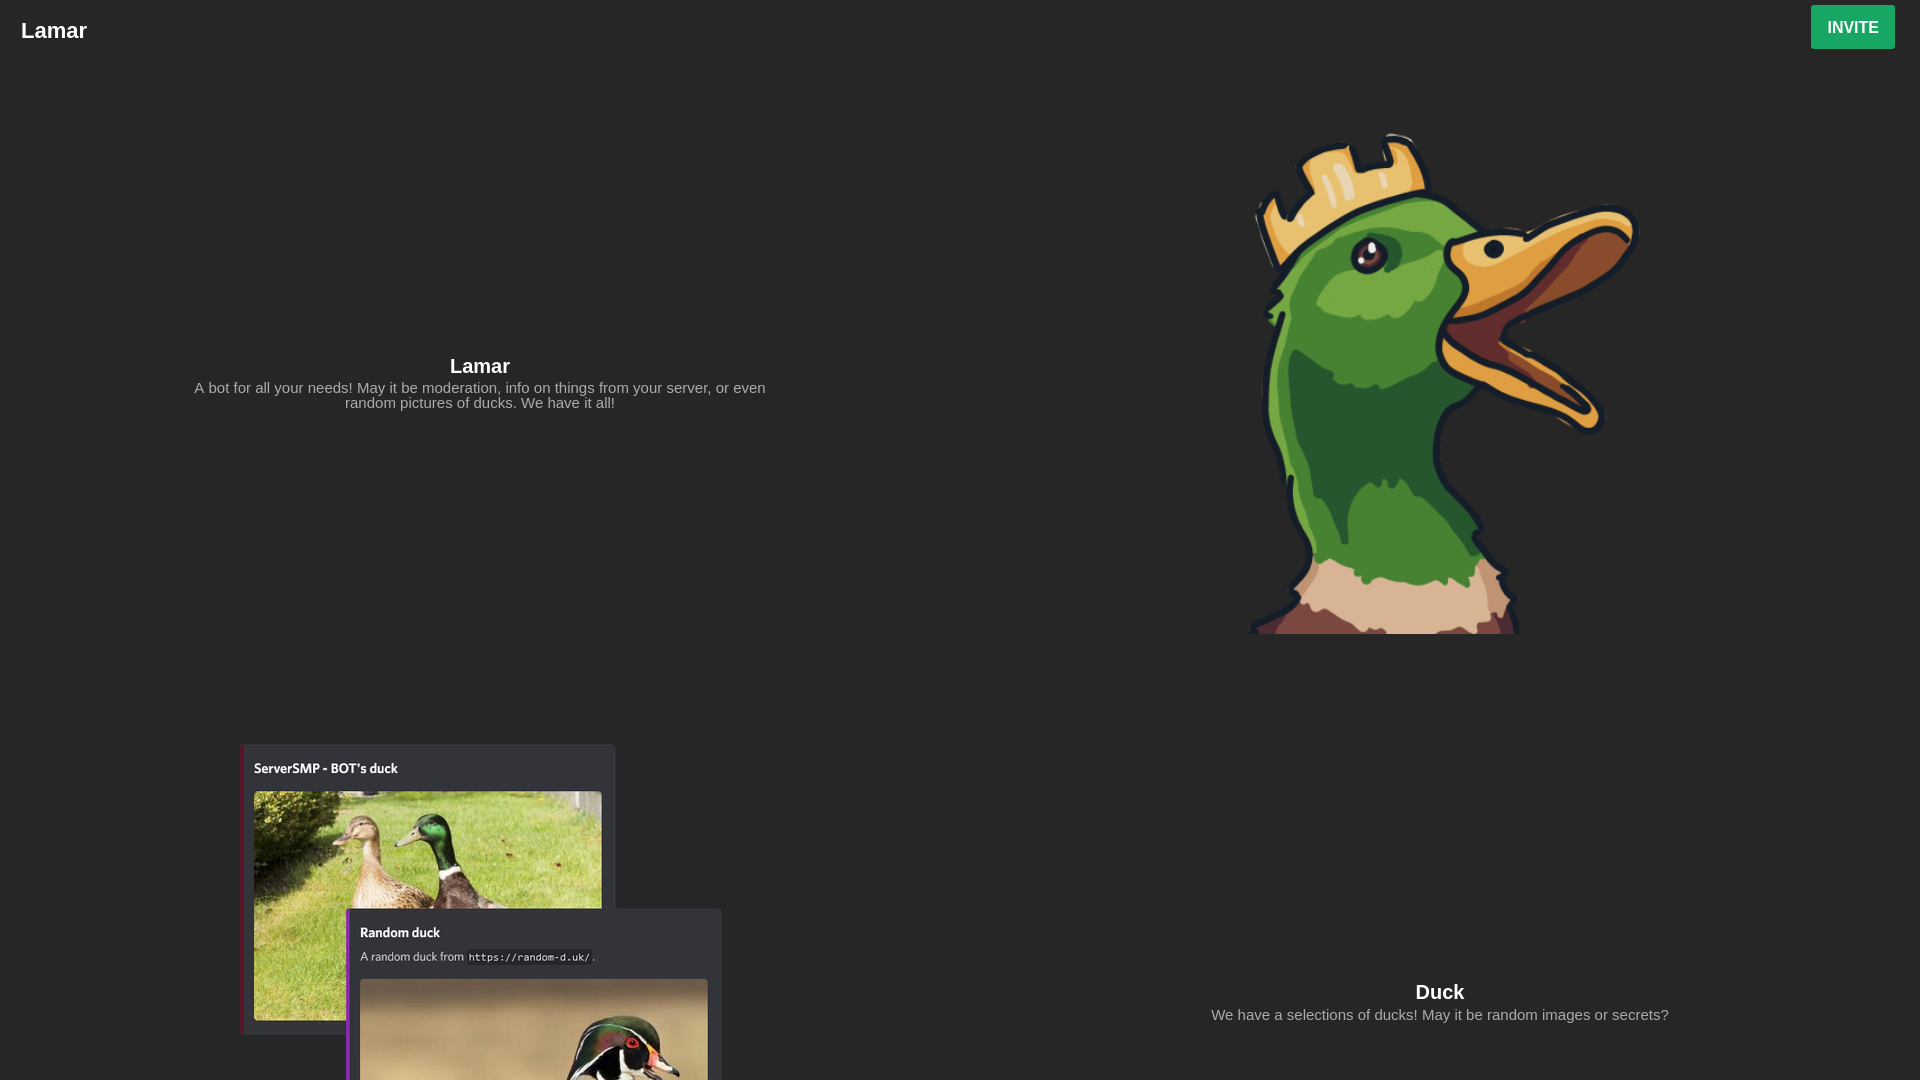 Lamar
INVITE
Lamar
A bot for all your needs! May it be moderation, info on things from your server, or even
random pictures of ducks. We have it all!
ServerSMP - BOT's duck
Random duck
A random duck from https://random-d.uk/.
Duck
We have a selections of ducks! May it be random images or secrets?